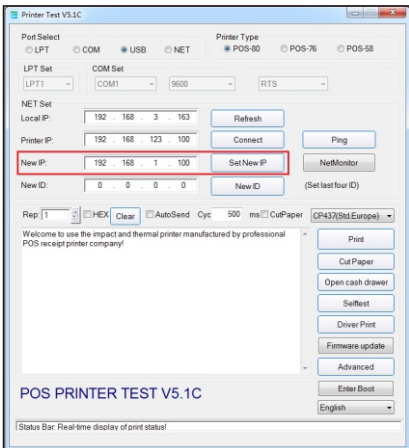 Printer Test V5.1C
Port Select
LPT COM USB NET
Printer Type
POS-80 POS-76 POS-58
LPT Set
LPT1
COM Set
COM1 9600 RTS
NET Set
Local IP: 192 . 168 . 3 . 163 Refresh
Printer IP: 192 . 168 . 123 . 100 Connect Ping
New IP: 192 . 168 . 1 . 100 Set New IP NetMonitor
New ID: 0 . 0 . 0 . 0 New ID (Set last four ID)
Rep: 1 HEX Clear AutoSend Cyc 500 ms CutPaper CP437(Std.Europe)
Welcome to use the impact and thermal printer manufactured by professional
POS receipt printer company!
Print
Cut Paper
Open cash drawer
Selftest
Driver Print
Firmware update
Advanced
Enter Boot
POS PRINTER TEST V5.1C
English
Status Bar: Real-time display of print status!